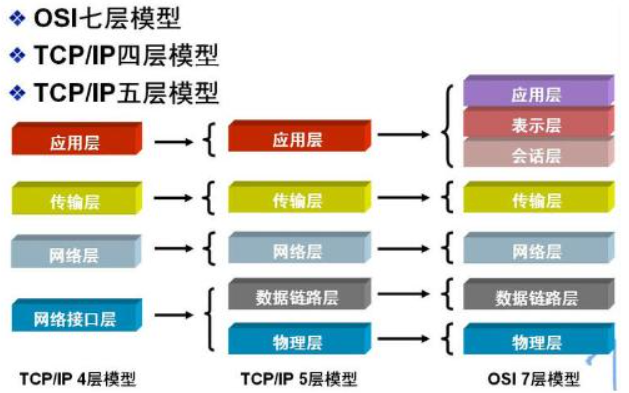 ❖ OSI七层模型
❖ TCP/IP四层模型
❖ TCP/IP五层模型
应用层
传输层
网络层
网络接口层
TCP/IP 4层模型
应用层
传输层
网络层
数据链路层
物理层
TCP/IP 5层模型
应用层
表示层
会话层
传输层
网络层
数据链路层
物理层
OSI 7层模型